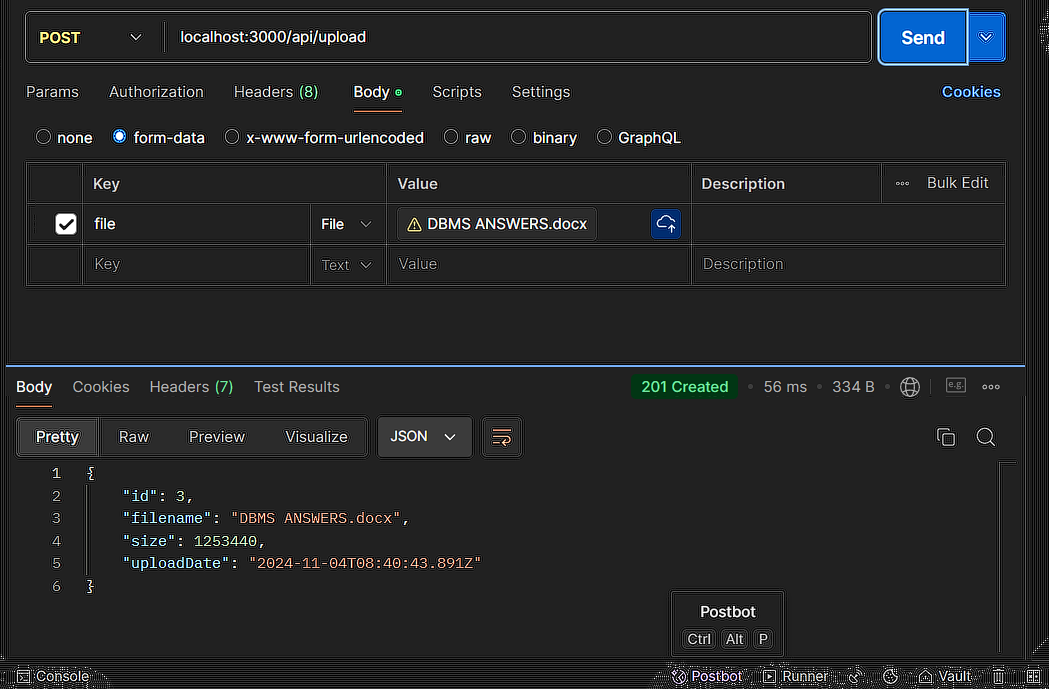 POST localhost:3000/api/upload Send
Params Authorization Headers (8) Body Scripts Settings Cookies
none form-data x-www-form-urlencoded raw binary GraphQL
Key Value Description Bulk Edit
file File DBMS ANSWERS.docx
Key Text Value Description
Body Cookies Headers (7) Test Results 201 Created 56 ms 334 B e.g.
Pretty Raw Preview Visualize JSON
1 {
2 "id": 3,
3 "filename": "DBMS ANSWERS.docx",
4 "size": 1253440,
5 "uploadDate": "2024-11-04T08:40:43.891Z"
6 }
Postbot
Ctrl Alt P
Console Postbot Runner Vault